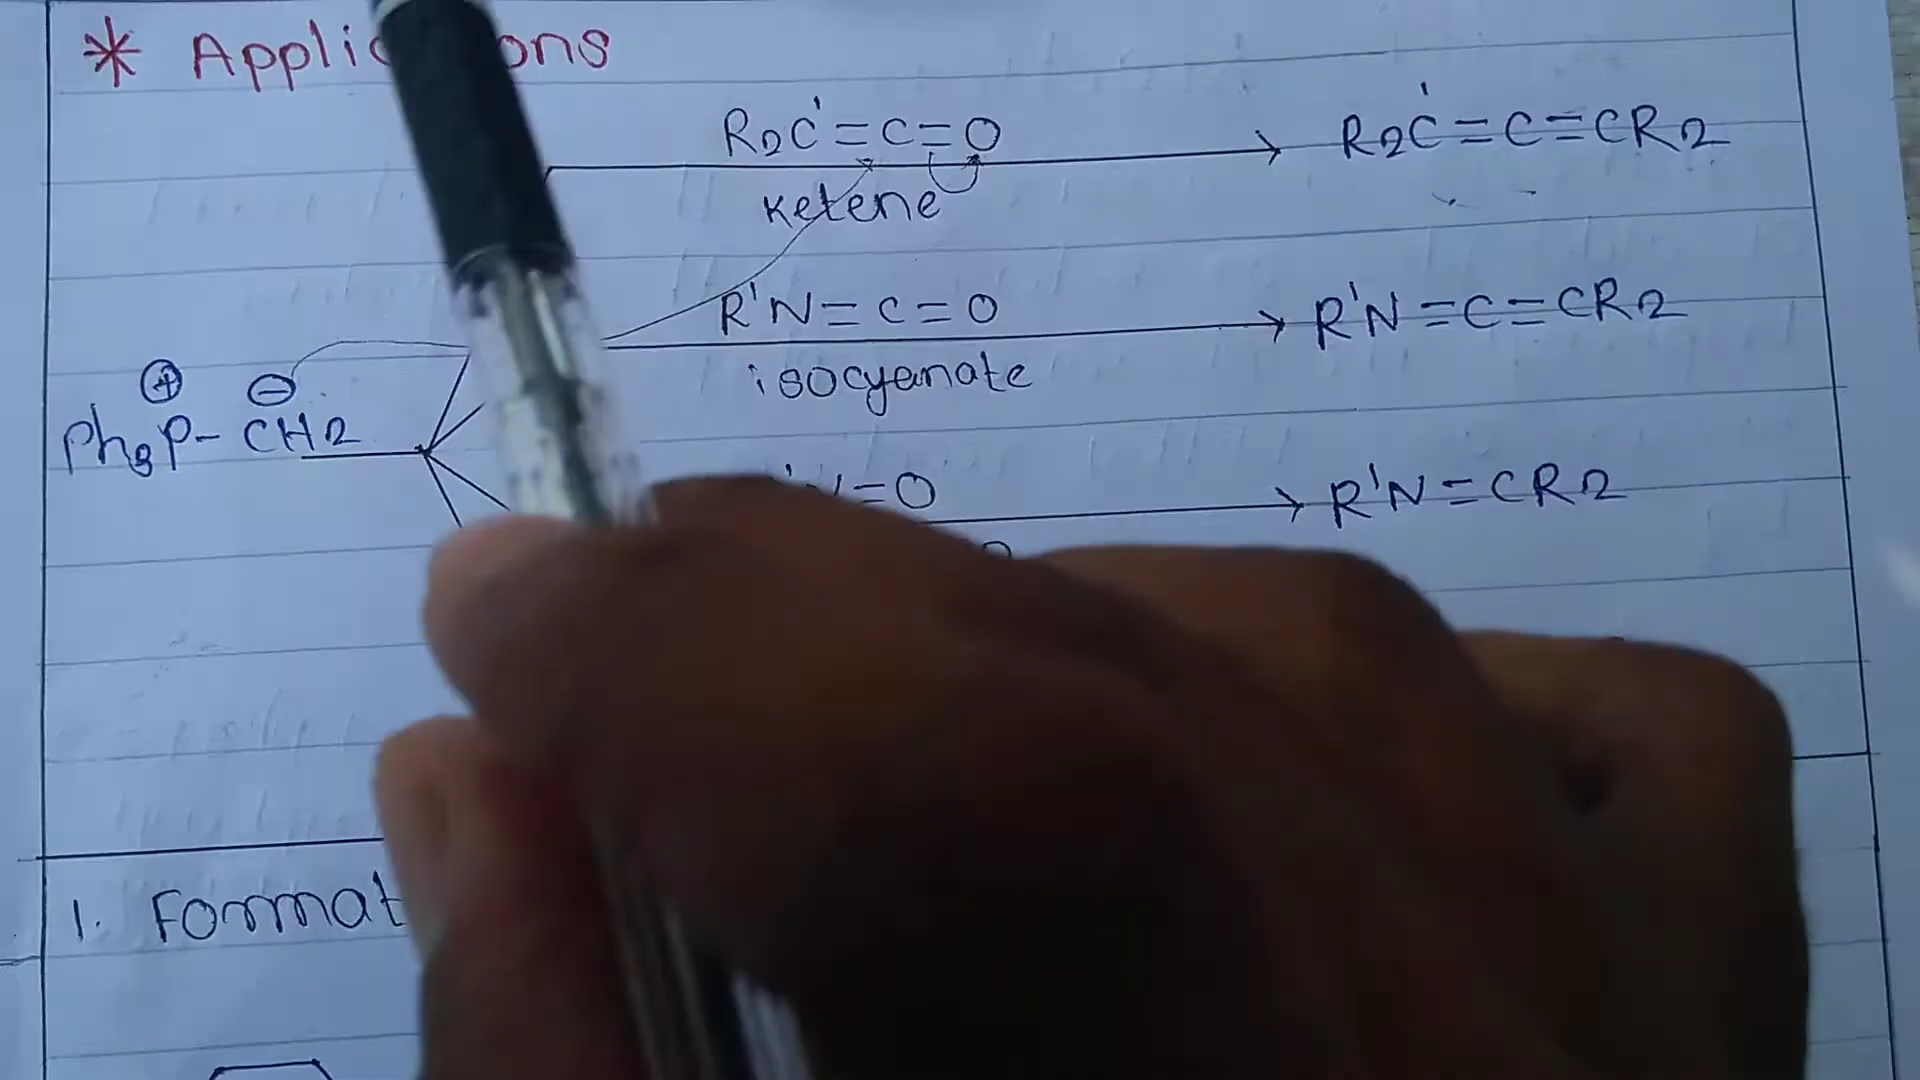 * Applic ons
R2C'=C=O → R2C'=C=CR2
Ketene
R'N=C=O → R'N=C=CR2
isocyanate
⊕ ⊖
Ph3P-CH2
'N=O → R'N=CR2
1. Format